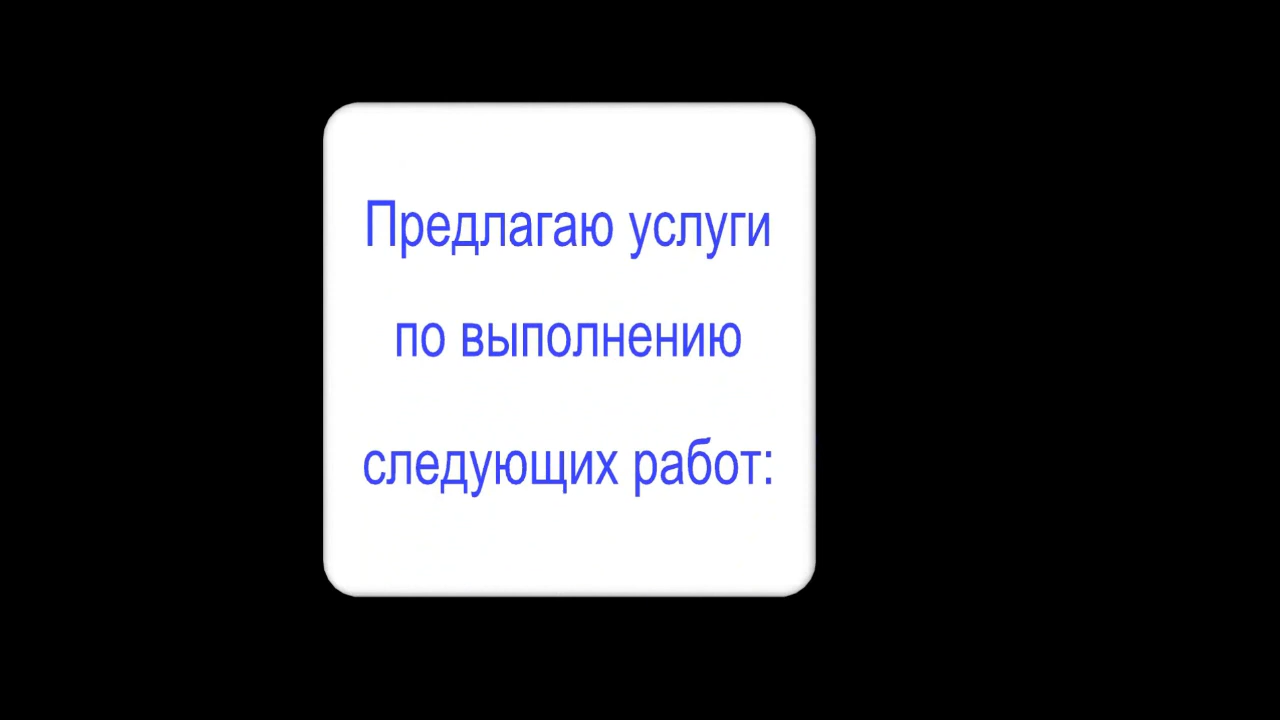 Предлагаю услуги
по выполнению
следующих работ: